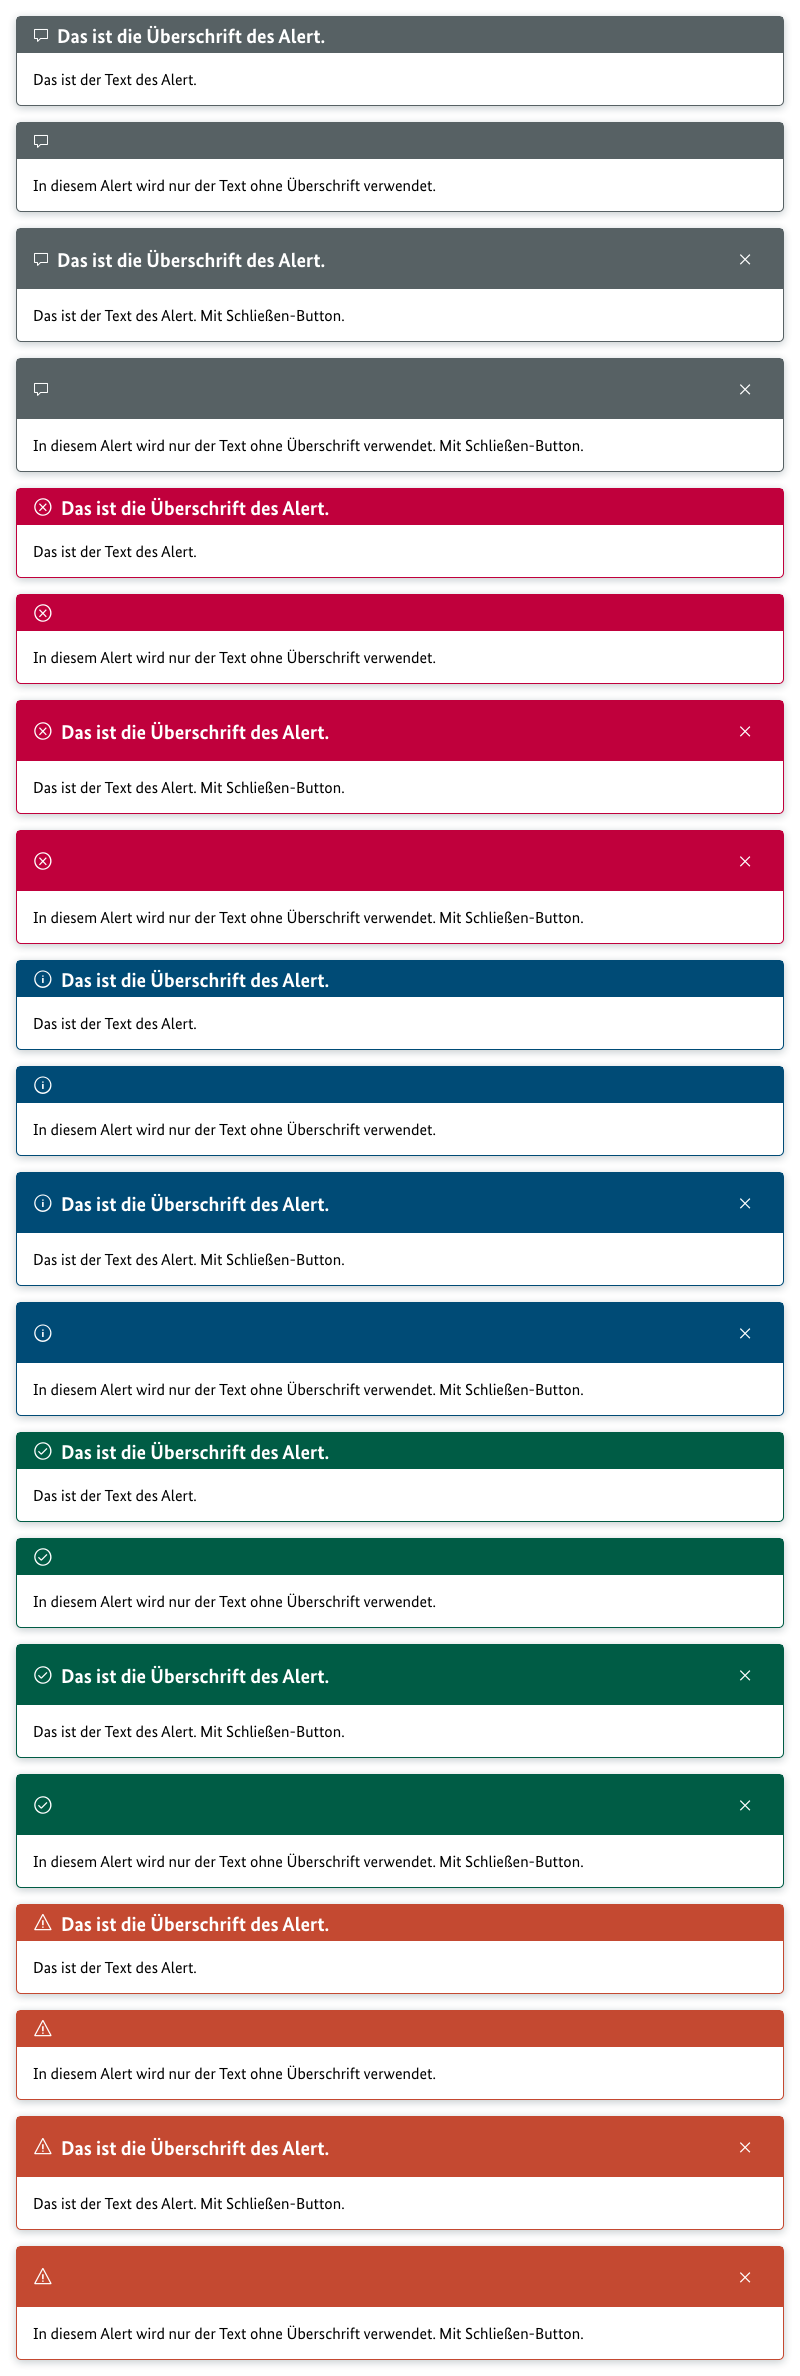 Das ist die Überschrift des Alert.
Das ist der Text des Alert.
In diesem Alert wird nur der Text ohne Überschrift verwendet.
Das ist die Überschrift des Alert.
Das ist der Text des Alert. Mit Schließen-Button.
In diesem Alert wird nur der Text ohne Überschrift verwendet. Mit Schließen-Button.
Das ist die Überschrift des Alert.
Das ist der Text des Alert.
In diesem Alert wird nur der Text ohne Überschrift verwendet.
Das ist die Überschrift des Alert.
Das ist der Text des Alert. Mit Schließen-Button.
In diesem Alert wird nur der Text ohne Überschrift verwendet. Mit Schließen-Button.
Das ist die Überschrift des Alert.
Das ist der Text des Alert.
In diesem Alert wird nur der Text ohne Überschrift verwendet.
Das ist die Überschrift des Alert.
Das ist der Text des Alert. Mit Schließen-Button.
In diesem Alert wird nur der Text ohne Überschrift verwendet. Mit Schließen-Button.
Das ist die Überschrift des Alert.
Das ist der Text des Alert.
In diesem Alert wird nur der Text ohne Überschrift verwendet.
Das ist die Überschrift des Alert.
Das ist der Text des Alert. Mit Schließen-Button.
In diesem Alert wird nur der Text ohne Überschrift verwendet. Mit Schließen-Button.
Das ist die Überschrift des Alert.
Das ist der Text des Alert.
In diesem Alert wird nur der Text ohne Überschrift verwendet.
Das ist die Überschrift des Alert.
Das ist der Text des Alert. Mit Schließen-Button.
In diesem Alert wird nur der Text ohne Überschrift verwendet. Mit Schließen-Button.